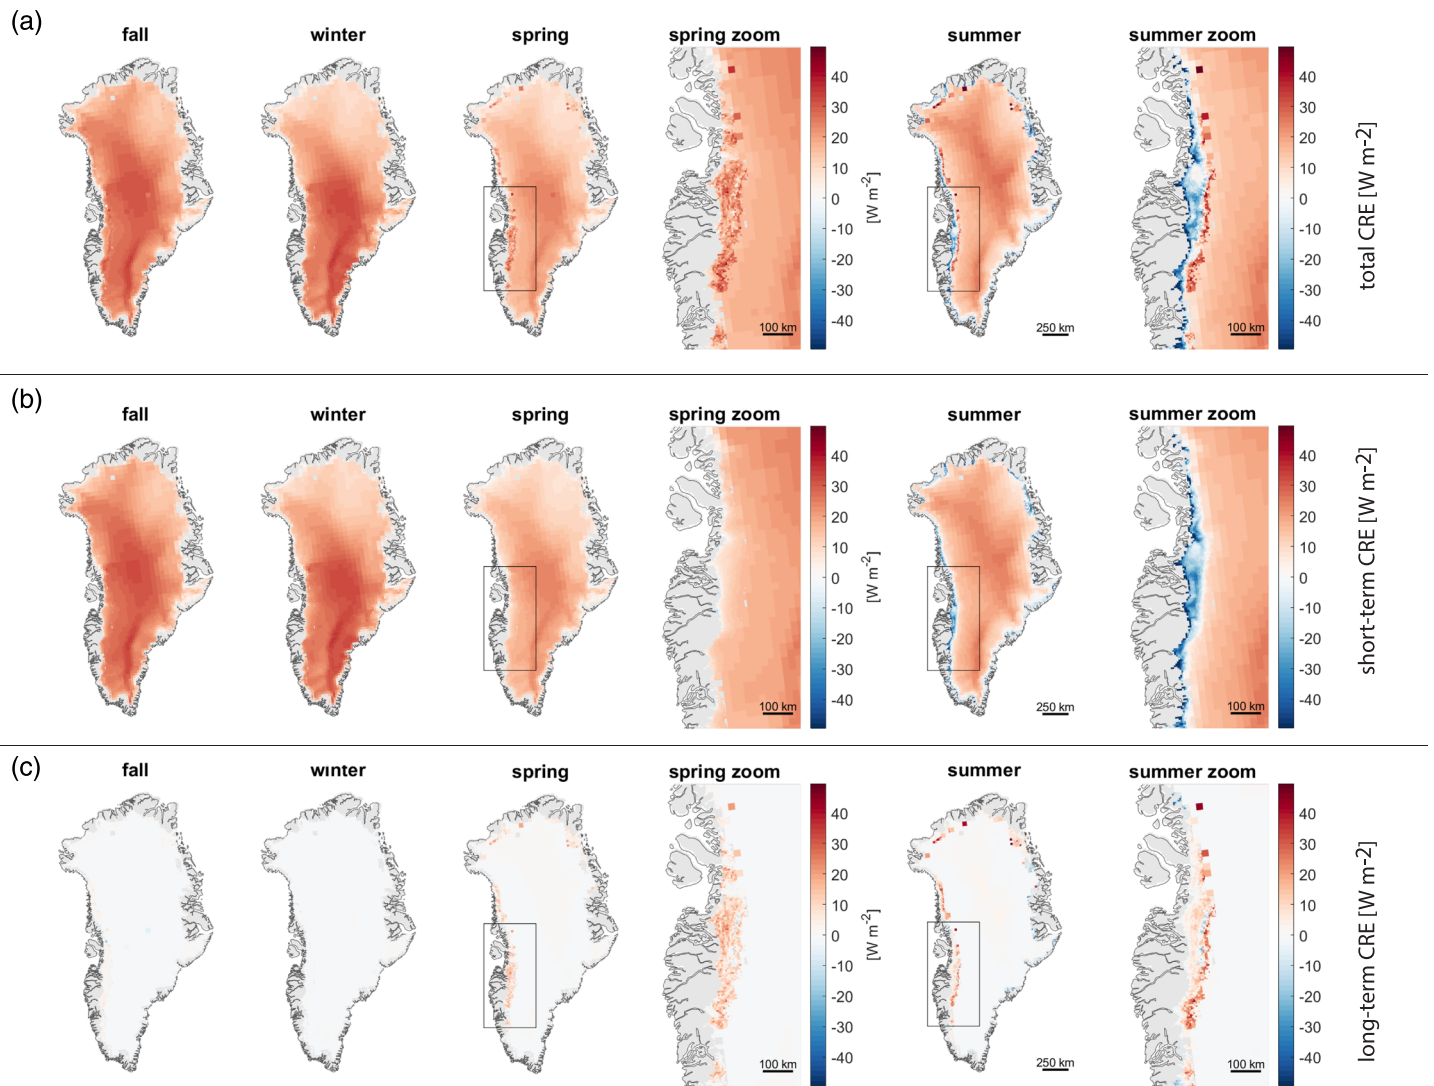 (a)
fall
winter
spring
spring zoom
summer
summer zoom
40
30
20
10
0
-10
-20
-30
-40
[W m-2]
100 km
250 km
40
30
20
10
0
-10
-20
-30
-40
100 km
total CRE [W m-2]
(b)
fall
winter
spring
spring zoom
summer
summer zoom
40
30
20
10
0
-10
-20
-30
-40
[W m-2]
100 km
250 km
40
30
20
10
0
-10
-20
-30
-40
100 km
short-term CRE [W m-2]
(c)
fall
winter
spring
spring zoom
summer
summer zoom
40
30
20
10
0
-10
-20
-30
-40
[W m-2]
100 km
250 km
40
30
20
10
0
-10
-20
-30
-40
100 km
long-term CRE [W m-2]